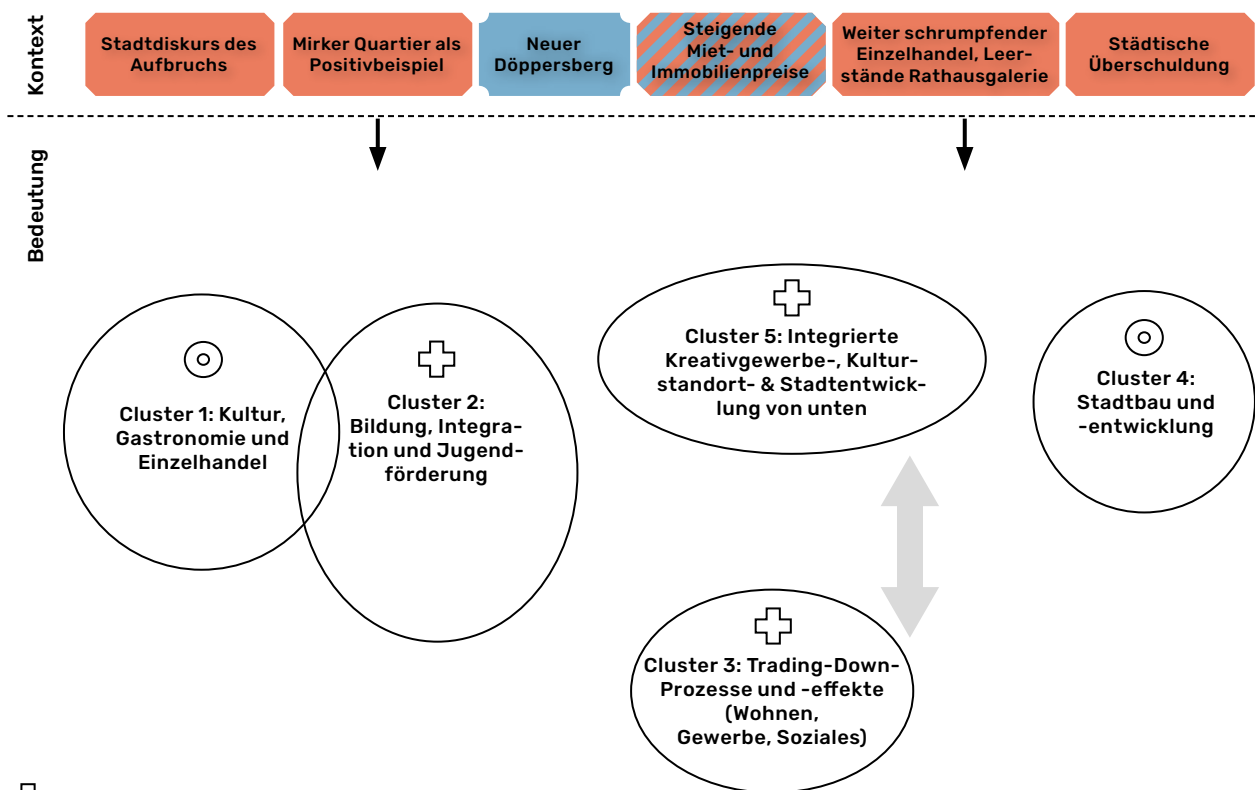 Kontext
Stadtdiskurs des
Aufbruchs
Mirker Quartier als
Positivbeispiel
Neuer
Döppersberg
Steigende
Miet- und
Immobilienpreise
Weiter schrumpfender
Einzelhandel, Leer-
stände Rathausgalerie
Städtische
Überschuldung
Bedeutung
Cluster 1: Kultur,
Gastronomie und
Einzelhandel
Cluster 2:
Bildung, Integra-
tion und Jugend-
förderung
Cluster 5: Integrierte
Kreativgewerbe-, Kultur-
standort- & Stadtentwick-
lung von unten
Cluster 4:
Stadtbau und
-entwicklung
Cluster 3: Trading-Down-
Prozesse und -effekte
(Wohnen,
Gewerbe, Soziales)